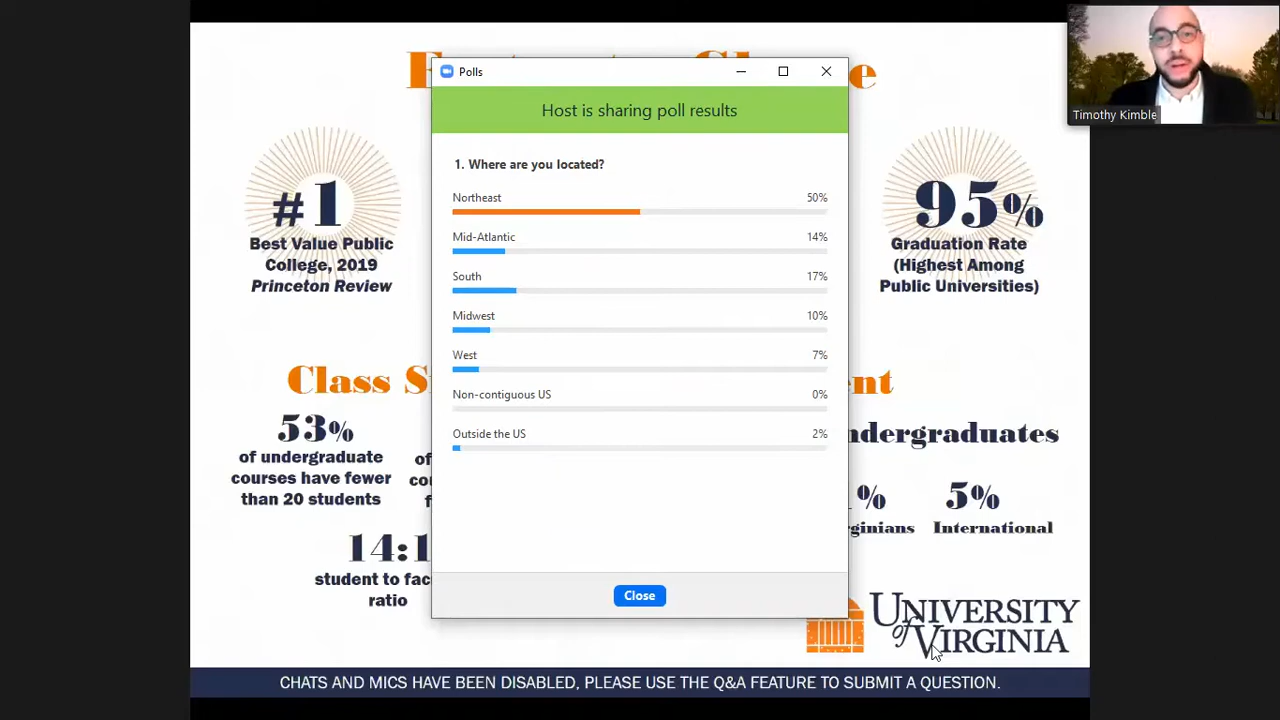 Polls
Host is sharing poll results
1. Where are you located?
Northeast 50%
Mid-Atlantic 14%
South 17%
Midwest 10%
West 7%
Non-contiguous US 0%
Outside the US 2%
Close
Timothy Kimble
#1
Best Value Public
College, 2019
Princeton Review
95%
Graduation Rate
(Highest Among
Public Universities)
Class S
53%
of undergraduate
courses have fewer
than 20 students
14:1
student to fac
ratio
ent
ndergraduates
%
rginians
5%
International
UNIVERSITY
of VIRGINIA
CHATS AND MICS HAVE BEEN DISABLED, PLEASE USE THE Q&A FEATURE TO SUBMIT A QUESTION.